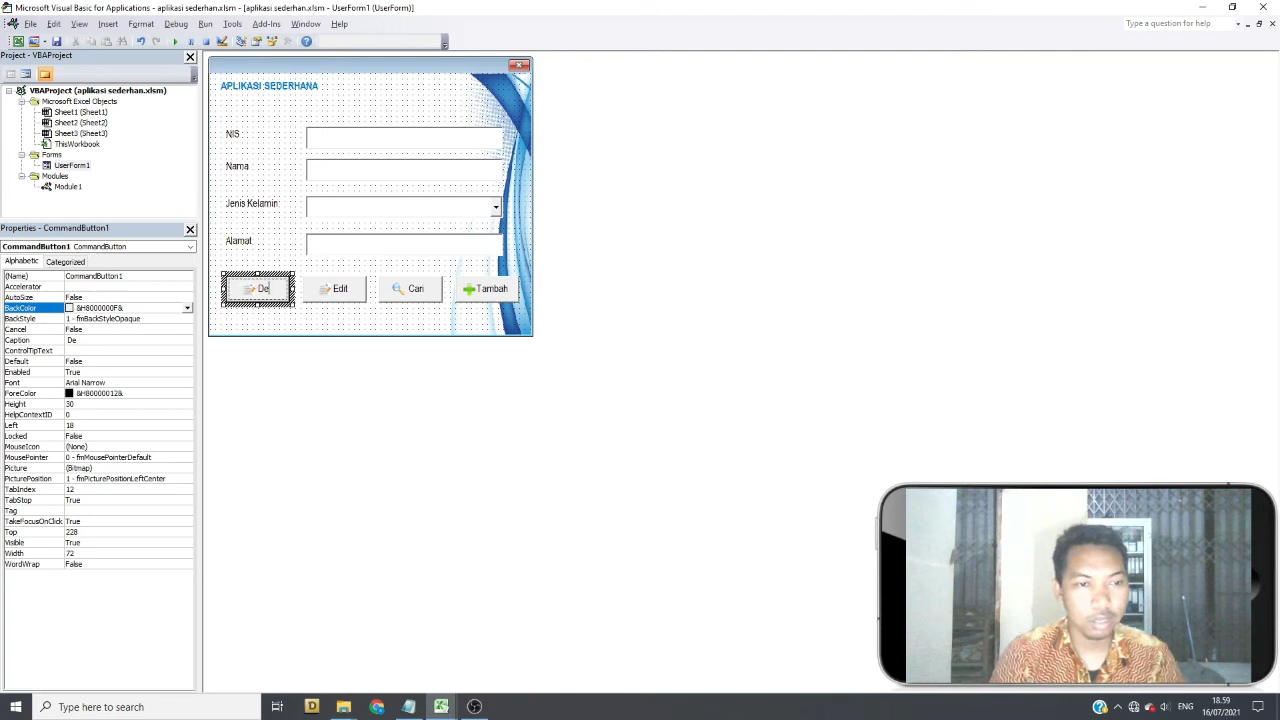 Microsoft Visual Basic for Applications - aplikasi sederhan.xlsm - [aplikasi sederhan.xlsm - UserForm1 (UserForm)]
File Edit View Insert Format Debug Run Tools Add-Ins Window Help
Type a question for help
Project - VBAProject
VBAProject (aplikasi sederhan.xlsm)
Microsoft Excel Objects
Sheet1 (Sheet1)
Sheet2 (Sheet2)
Sheet3 (Sheet3)
ThisWorkbook
Forms
UserForm1
Modules
Module1
Properties - CommandButton1
CommandButton1 CommandButton
Alphabetic Categorized
(Name) CommandButton1
Accelerator
AutoSize False
BackColor &H8000000F&
BackStyle 1 - fmBackStyleOpaque
Cancel False
Caption De
ControlTipText
Default False
Enabled True
Font Arial Narrow
ForeColor &H80000012&
Height 30
HelpContextID 0
Left 18
Locked False
MouseIcon (None)
MousePointer 0 - fmMousePointerDefault
Picture (Bitmap)
PicturePosition 1 - fmPicturePositionLeftCenter
TabIndex 12
TabStop True
Tag
TakeFocusOnClick True
Top 228
Visible True
Width 72
WordWrap False
APLIKASI SEDERHANA
NIS
Nama
Jenis Kelamin
Alamat
De Edit Cari Tambah
Type here to search
ENG
18.59
16/07/2021